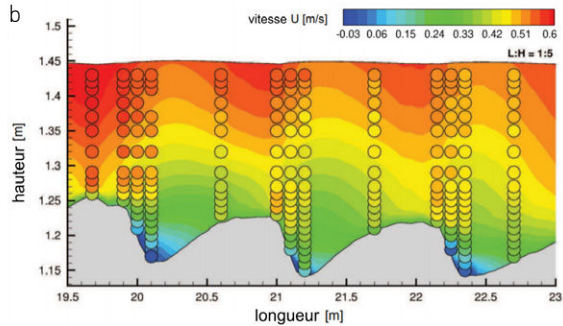 b
vitesse U [m/s]
-0.03 0.06 0.15 0.24 0.33 0.42 0.51 0.6
L:H = 1:5
hauteur [m]
1.5
1.45
1.4
1.35
1.3
1.25
1.2
1.15
19.5 20 20.5 21 21.5 22 22.5 23
longueur [m]